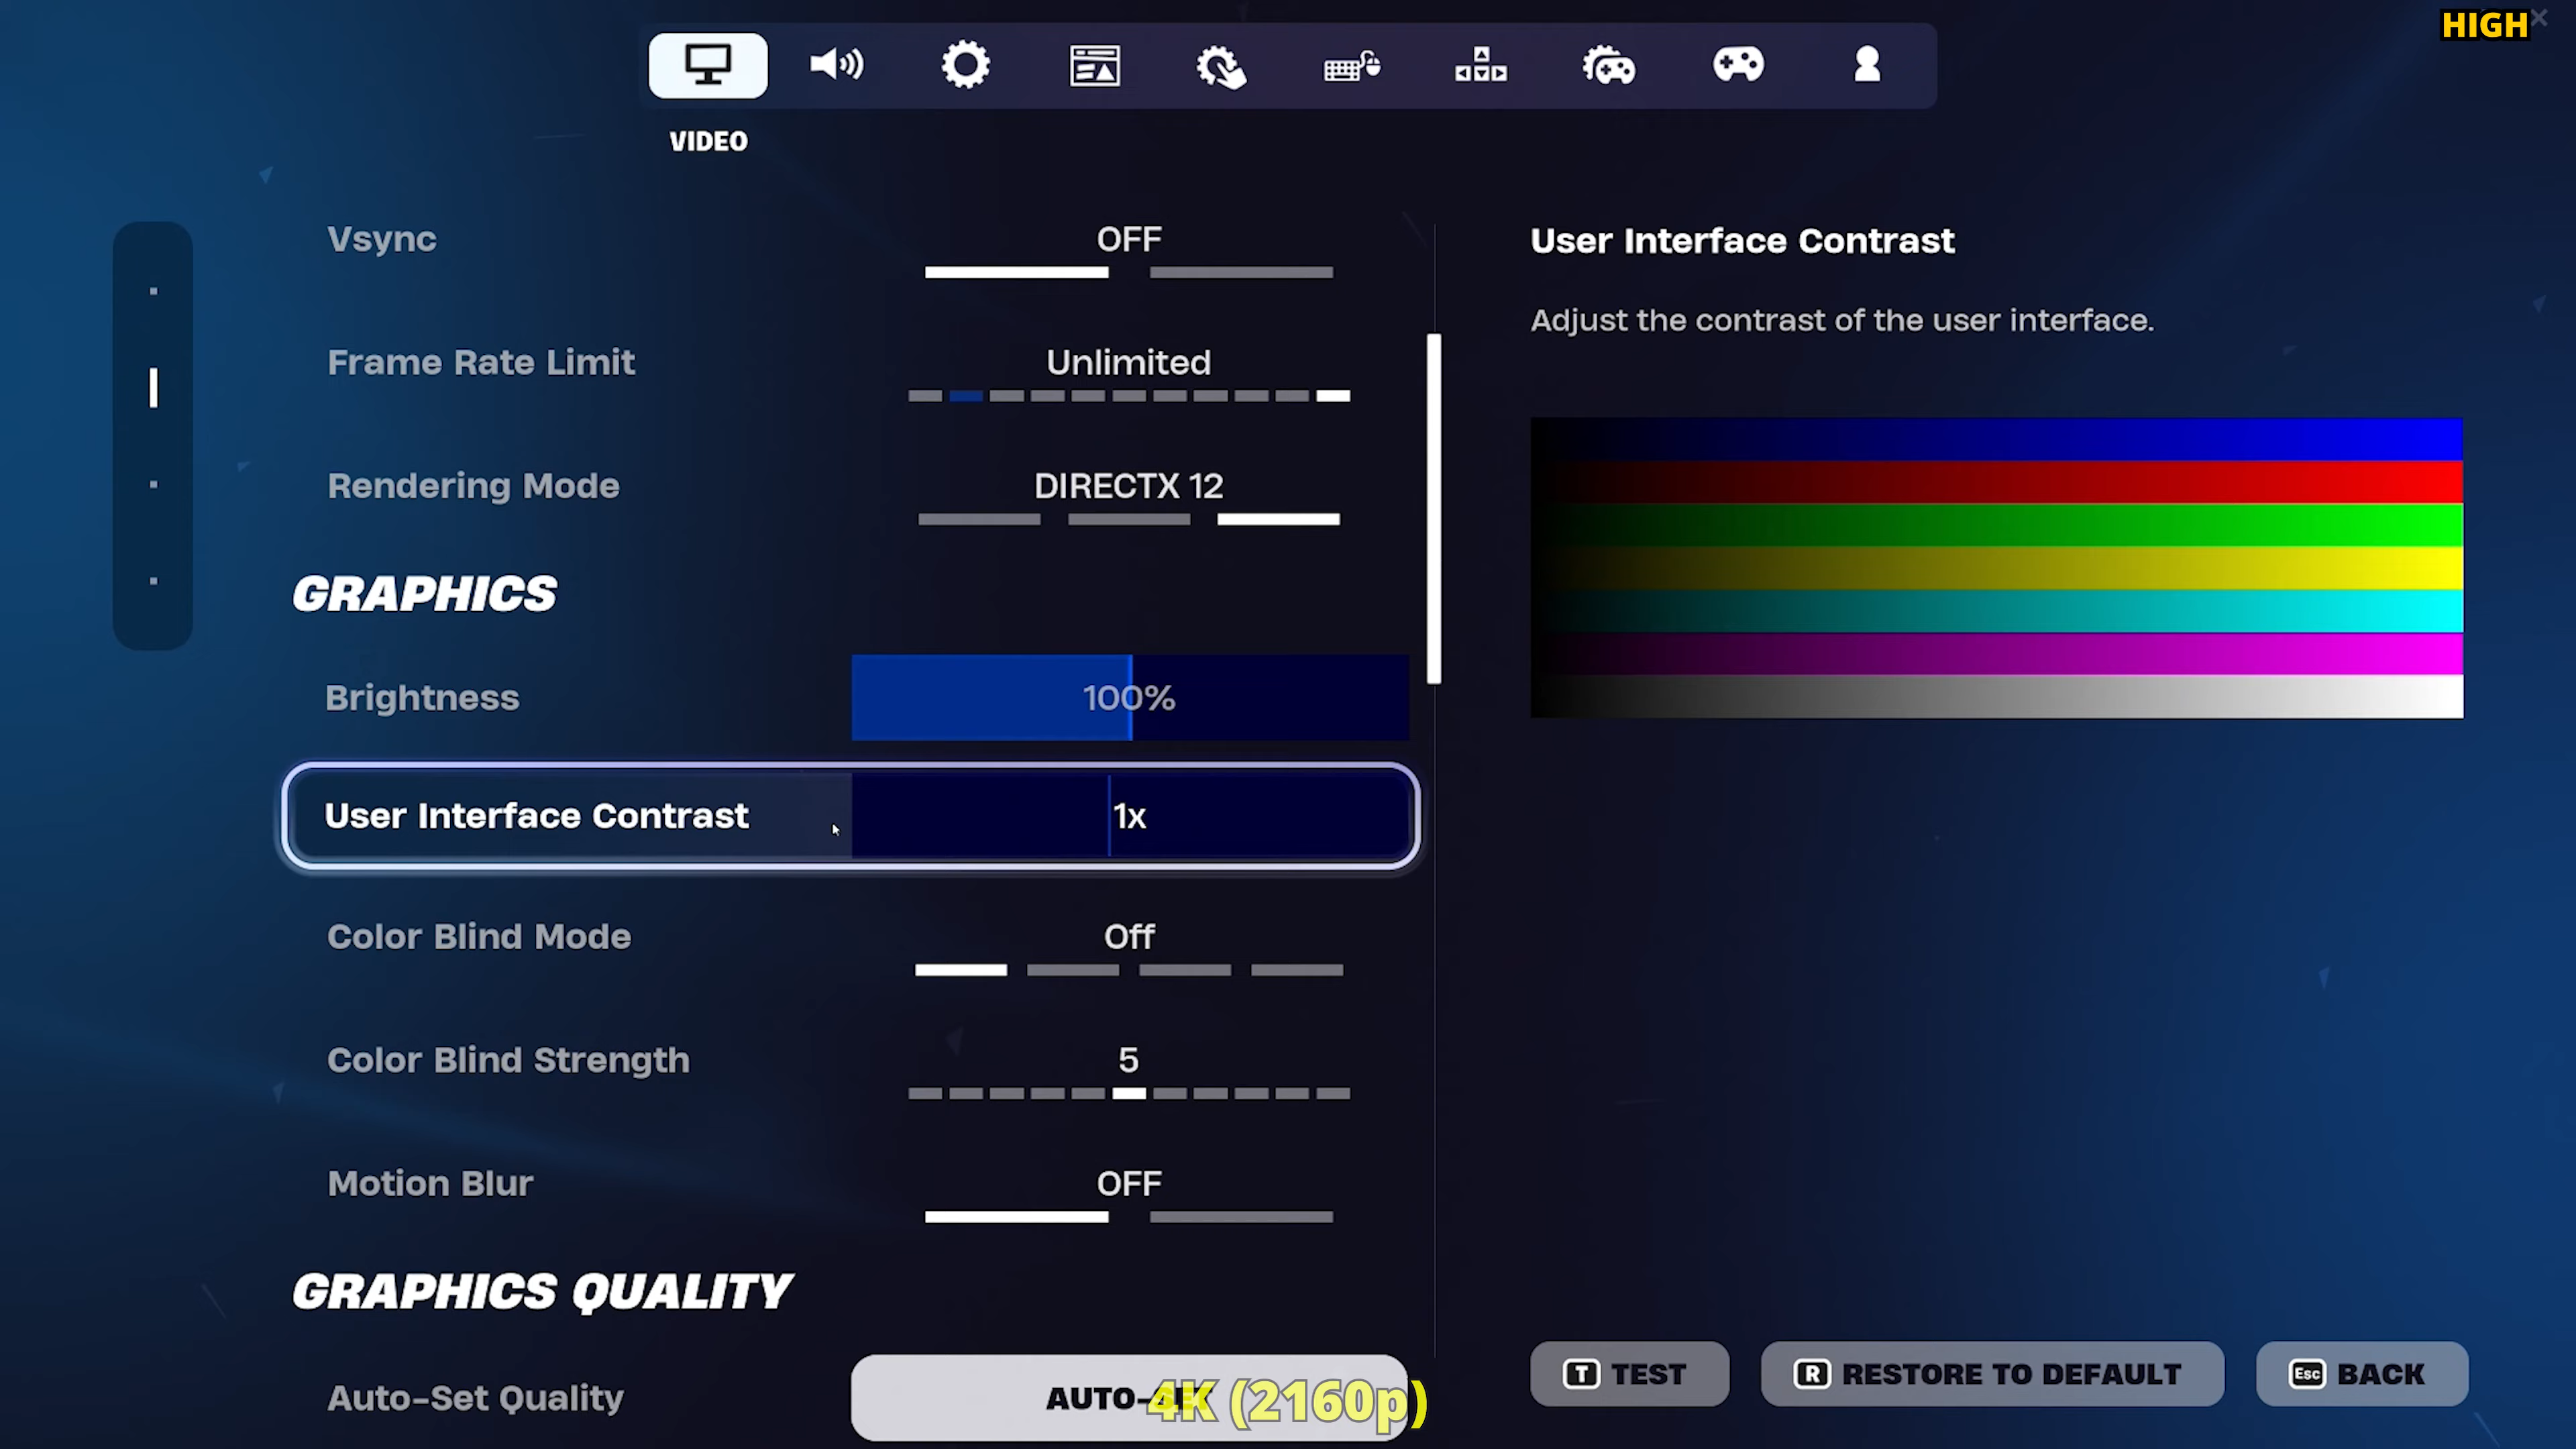 HIGH
VIDEO
Vsync
OFF
Frame Rate Limit
Unlimited
Rendering Mode
DIRECTX 12
GRAPHICS
Brightness
100%
User Interface Contrast
1x
Color Blind Mode
Off
Color Blind Strength
5
Motion Blur
OFF
GRAPHICS QUALITY
Auto-Set Quality
AUTO-SET
4K (2160p)
User Interface Contrast
Adjust the contrast of the user interface.
T TEST
R RESTORE TO DEFAULT
Esc BACK